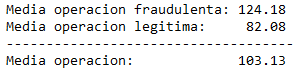 Media operacion fraudulenta: 124.18
Media operacion legitima: 82.08
------------------------------------
Media operacion: 103.13